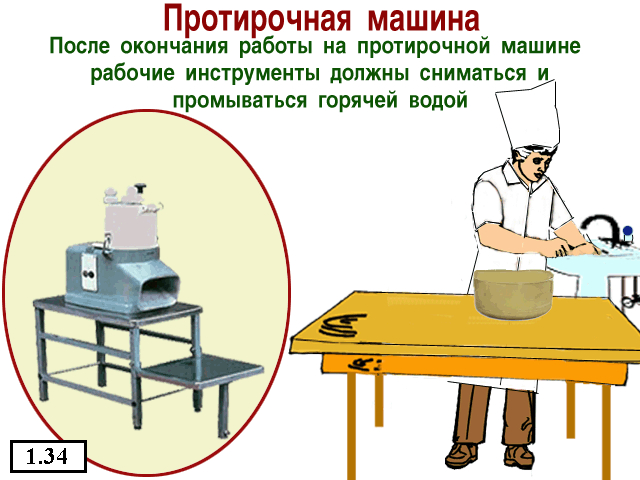 Протирочная машина
После окончания работы на протирочной машине
рабочие инструменты должны сниматься и
промываться горячей водой
1.34